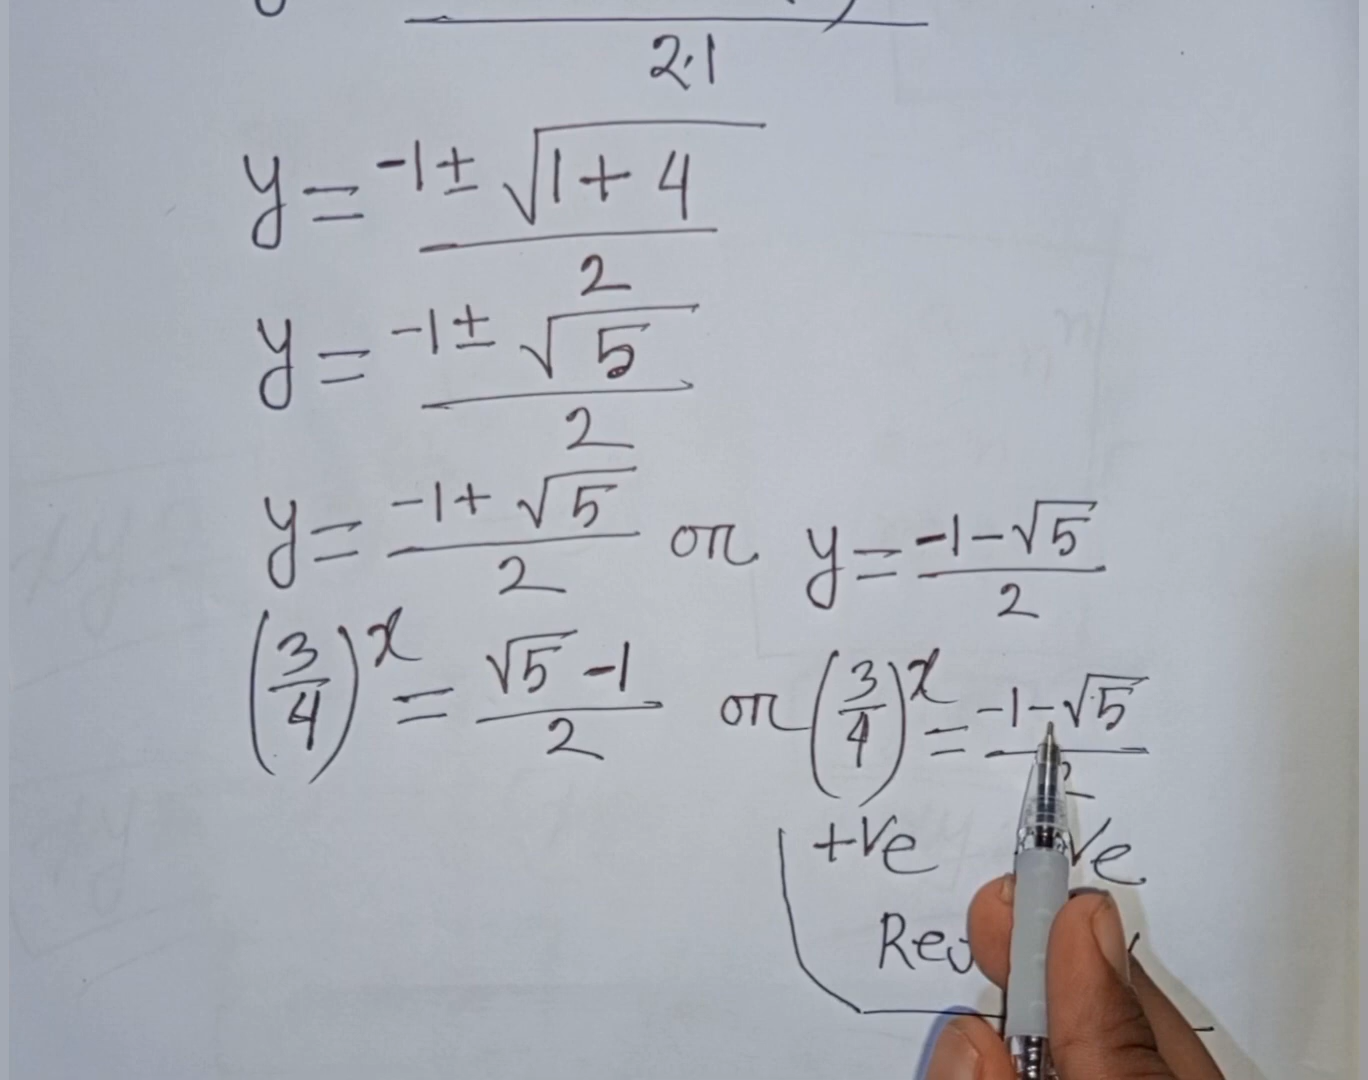 2·1
y = -1 ± √1 + 4 / 2
y = -1 ± √5 / 2
y = -1 + √5 / 2 or y = -1 - √5 / 2
(3/4)^x = √5 - 1 / 2 or (3/4)^x = -1 - √5 / 2
+ve ve